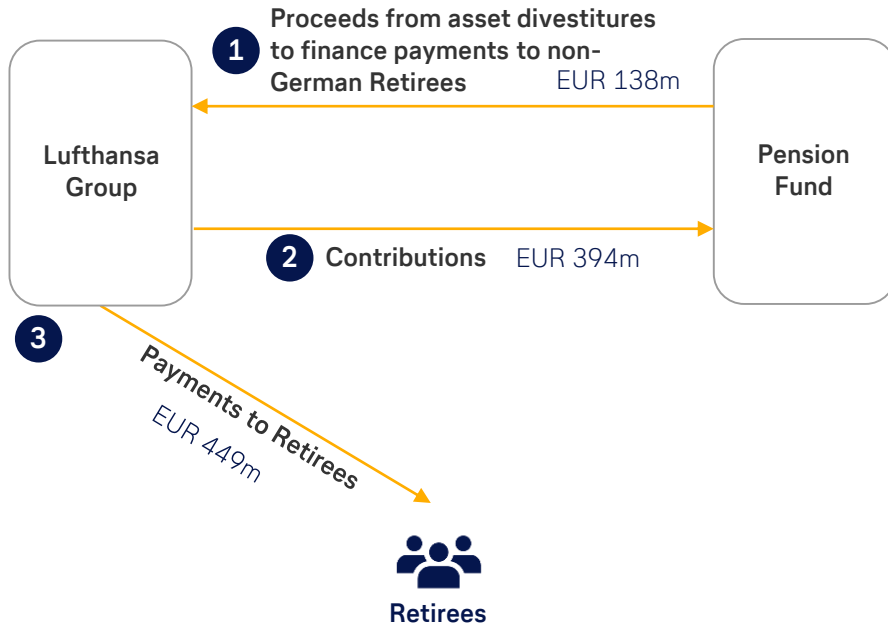 1
Proceeds from asset divestitures
to finance payments to non-
German Retirees
EUR 138m
Lufthansa
Group
Pension
Fund
2
Contributions
EUR 394m
3
Payments to Retirees
EUR 449m
Retirees